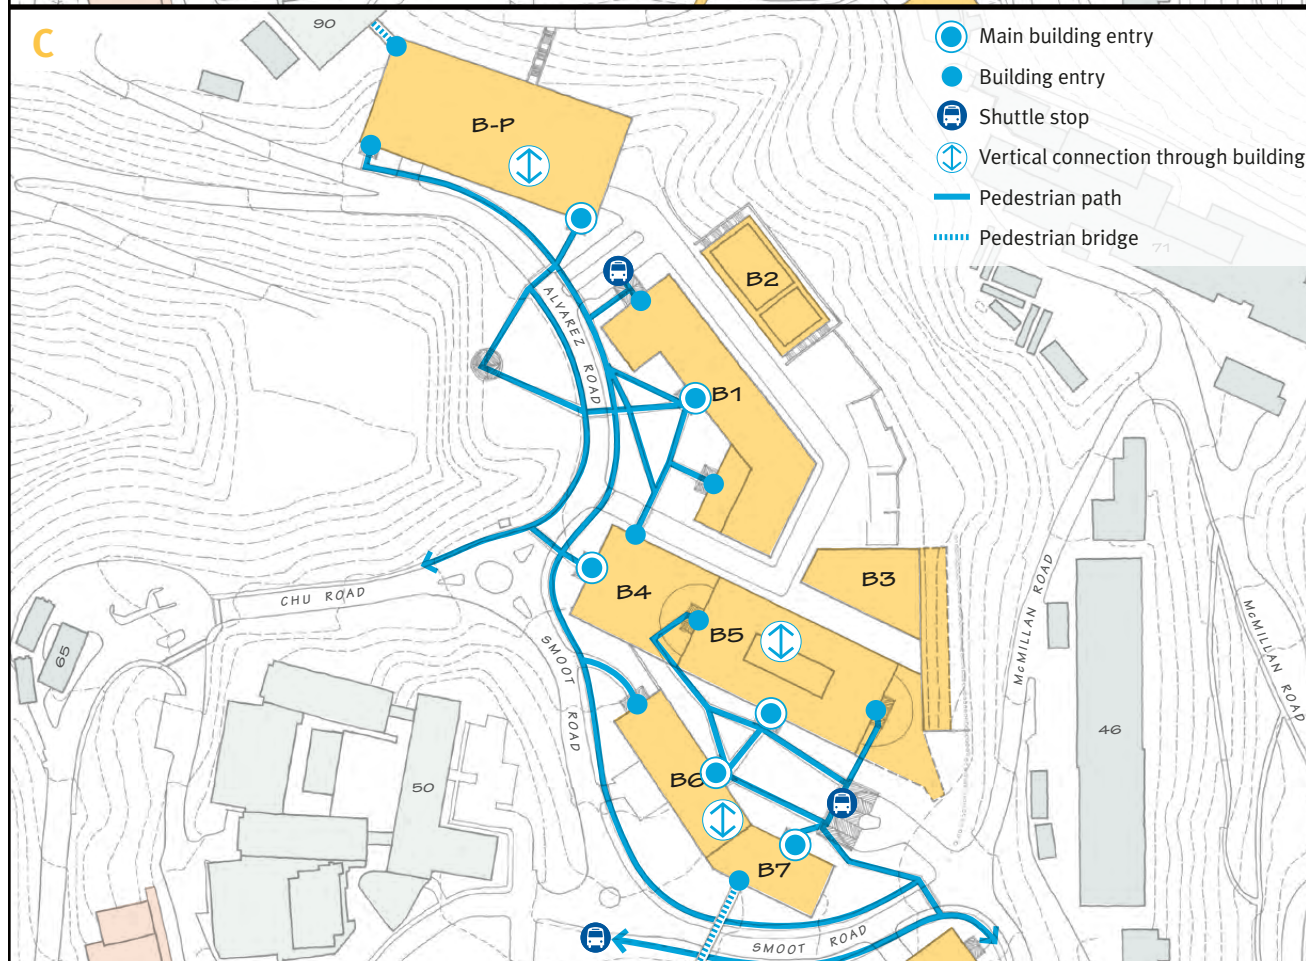 C
90
Main building entry
Building entry
Shuttle stop
Vertical connection through building
Pedestrian path
Pedestrian bridge
B-P
71
B2
ALVAREZ ROAD
B1
B3
B4
B5
CHU ROAD
McMILLAN ROAD
McMILLAN ROAD
65
SMOOT ROAD
46
B6
50
B7
SMOOT ROAD